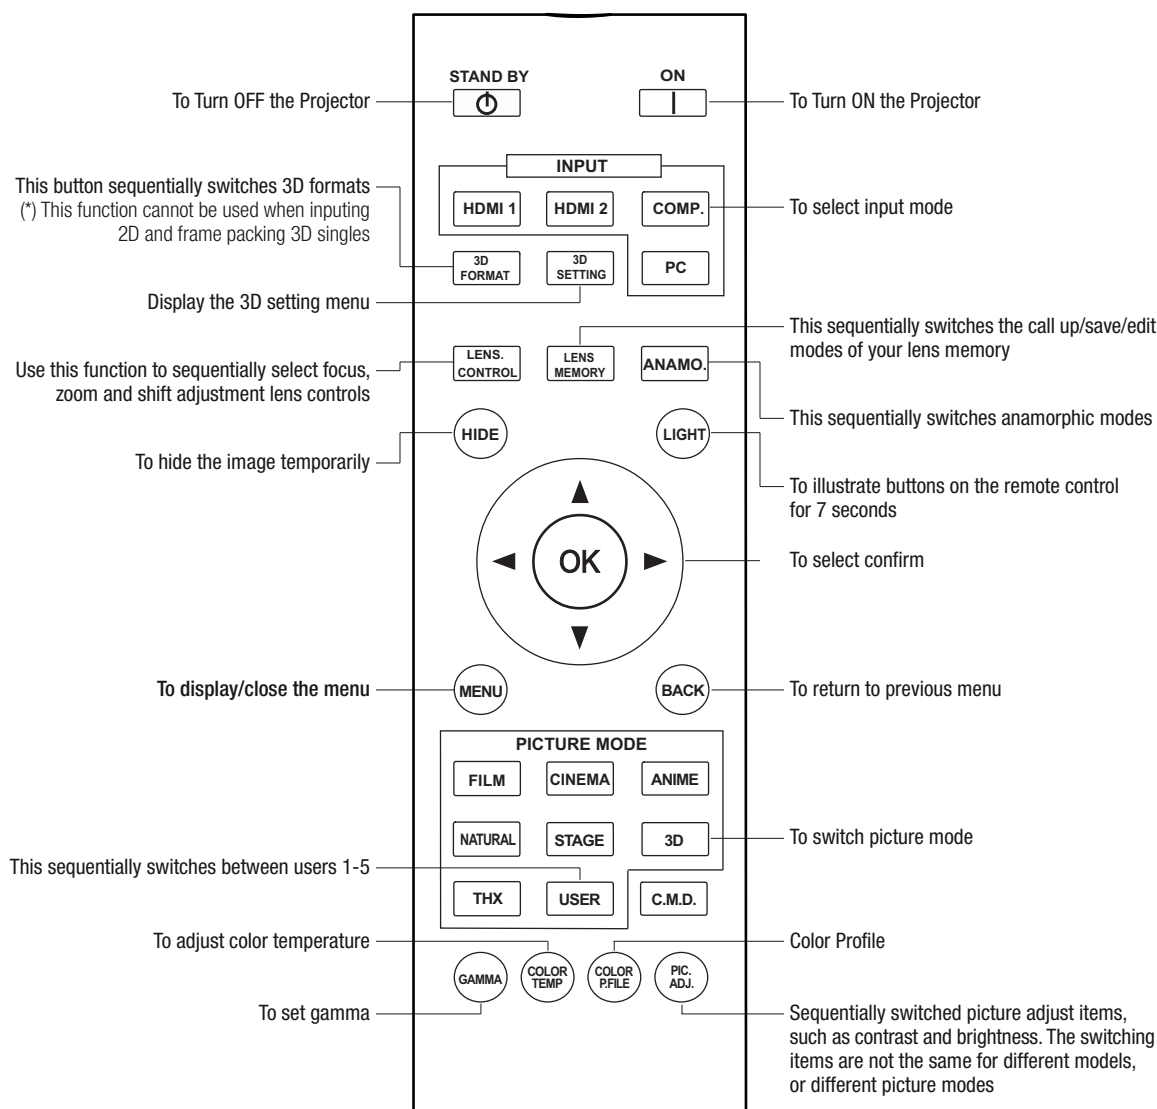 STAND BY
ON
To Turn OFF the Projector
To Turn ON the Projector
INPUT
This button sequentially switches 3D formats
(*) This function cannot be used when inputing
2D and frame packing 3D singles
HDMI 1
HDMI 2
COMP.
To select input mode
3D
FORMAT
3D
SETTING
PC
Display the 3D setting menu
This sequentially switches the call up/save/edit
modes of your lens memory
LENS.
CONTROL
LENS
MEMORY
ANAMO.
Use this function to sequentially select focus,
zoom and shift adjustment lens controls
This sequentially switches anamorphic modes
HIDE
LIGHT
To hide the image temporarily
To illustrate buttons on the remote control
for 7 seconds
OK
To select confirm
To display/close the menu
MENU
BACK
To return to previous menu
PICTURE MODE
FILM
CINEMA
ANIME
NATURAL
STAGE
3D
To switch picture mode
This sequentially switches between users 1-5
THX
USER
C.M.D.
To adjust color temperature
Color Profile
GAMMA
COLOR
TEMP
COLOR
P.FILE
PIC.
ADJ.
To set gamma
Sequentially switched picture adjust items,
such as contrast and brightness. The switching
items are not the same for different models,
or different picture modes